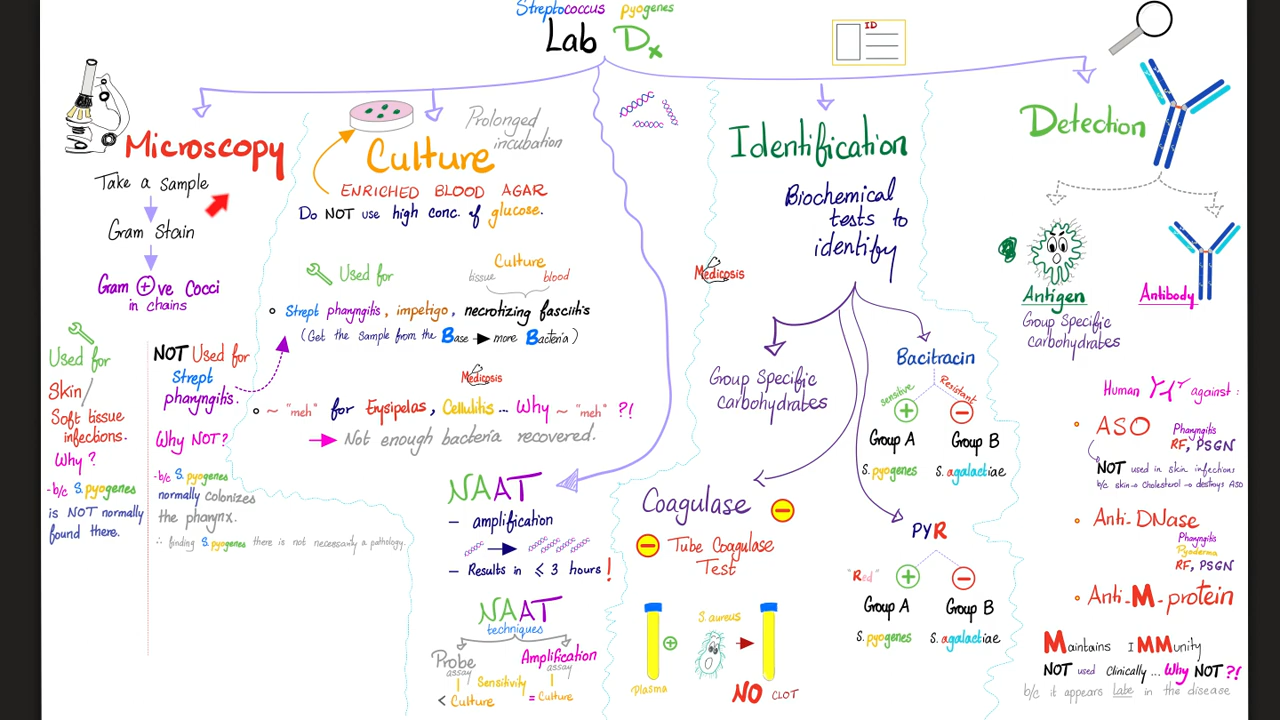 Streptococcus pyogenes
Lab Dx
ID
Microscopy
Take a Sample
Gram Stain
Gram +ve Cocci
in chains
Used for
Skin/
Soft tissue
infections.
Why?
-b/c S. pyogenes
is NOT normally
found there.
NOT Used for
Strept
pharyngitis.
Why NOT?
-b/c S. pyogenes
normally colonizes
the pharynx.
∴ finding S. pyogenes there is not necessarily a pathology.
Culture
Prolonged
incubation
ENRICHED BLOOD AGAR
Do NOT use high conc. of glucose.
Used for
Culture
tissue blood
Strept pharyngitis, impetigo, necrotizing fasciitis
(Get the Sample from the Base → more Bacteria)
Medicosis
~ "meh" for Erysipelas, Cellulitis... Why ~ "meh" ?!
→ Not enough bacteria recovered.
NAAT
- amplification
- Results in ≤ 3 hours!
NAAT
techniques
Probe
assay
Amplification
assay
Sensitivity
< Culture
= Culture
Identification
Biochemical
tests to
identify
Medicosis
Group Specific
carbohydrates
Coagulase −
− Tube Coagulase
Test
S. aureus
Plasma
NO CLOT
Bacitracin
Sensitive
Resistant
+ −
Group A Group B
S. pyogenes S. agalactiae
PYR
"Red" + −
Group A Group B
S. pyogenes S. agalactiae
Detection
Antigen
Group Specific
carbohydrates
Antibody
Human against:
ASO
Pharyngitis
RF, PSGN
NOT used in skin infections
b/c skin → cholesterol → destroys ASO
Anti-DNase
Pharyngitis
Pyoderma
RF, PSGN
Anti-M-protein
Maintains IMMunity
NOT used Clinically... Why NOT ?!
b/c it appears Late in the disease